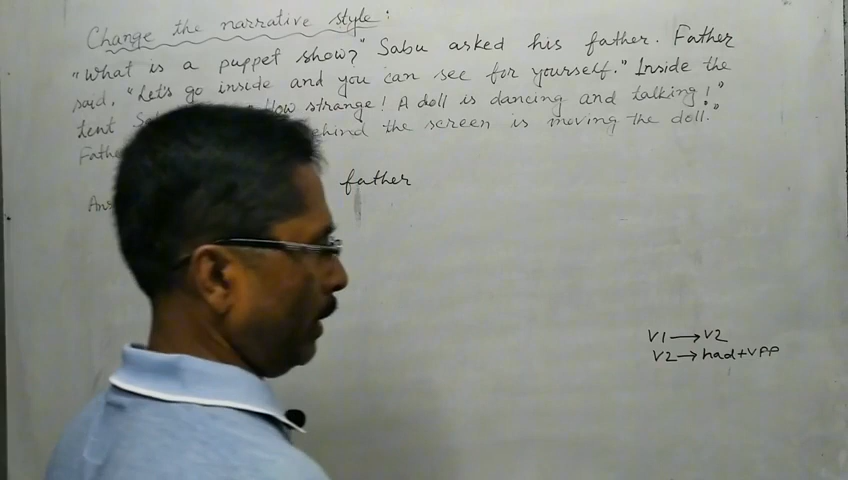 Change the narrative style:
"What is a puppet show?" Sabu asked his father. Father
said, "Let's go inside and you can see for yourself." Inside the
tent How strange! A doll is dancing and talking!"
behind the screen is moving the doll."
father
V1 → V2
V2 → had+VPP